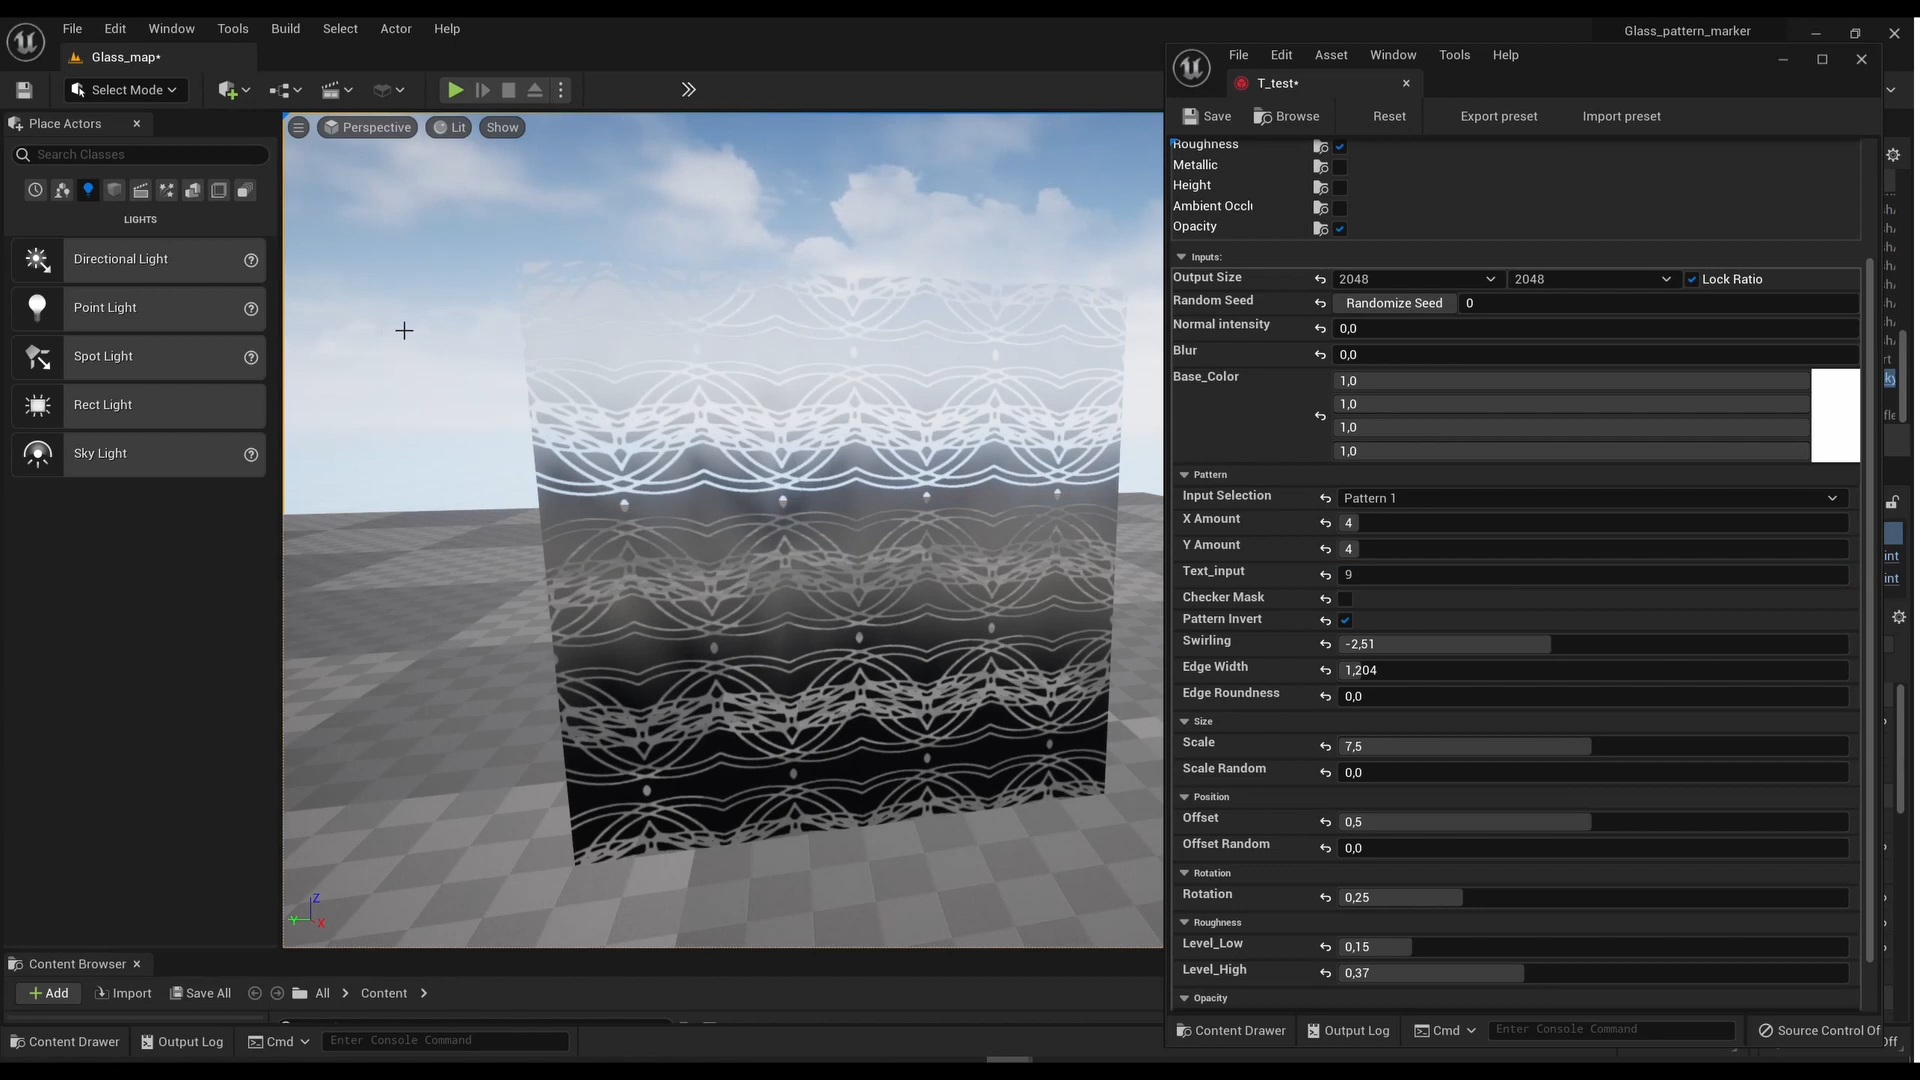 File Edit Window Tools Build Select Actor Help
Glass_pattern_marker
Glass_map*
Select Mode
Place Actors
Search Classes
LIGHTS
Directional Light
Point Light
Spot Light
Rect Light
Sky Light
Perspective Lit Show
Z
Y X
File Edit Asset Window Tools Help
T_test*
Save Browse Reset Export preset Import preset
Roughness
Metallic
Height
Ambient Occlu
Opacity
Inputs:
Output Size 2048 2048 Lock Ratio
Random Seed Randomize Seed 0
Normal intensity 0,0
Blur 0,0
Base_Color 1,0
1,0
1,0
1,0
Pattern
Input Selection Pattern 1
X Amount 4
Y Amount 4
Text_input 9
Checker Mask
Pattern Invert
Swirling -2,51
Edge Width 1,204
Edge Roundness 0,0
Size
Scale 7,5
Scale Random 0,0
Position
Offset 0,5
Offset Random 0,0
Rotation
Rotation 0,25
Roughness
Level_Low 0,15
Level_High 0,37
Opacity
Content Drawer Output Log Cmd Enter Console Command Source Control Of
Content Browser
Add Import Save All All Content
Content Drawer Output Log Cmd Enter Console Command